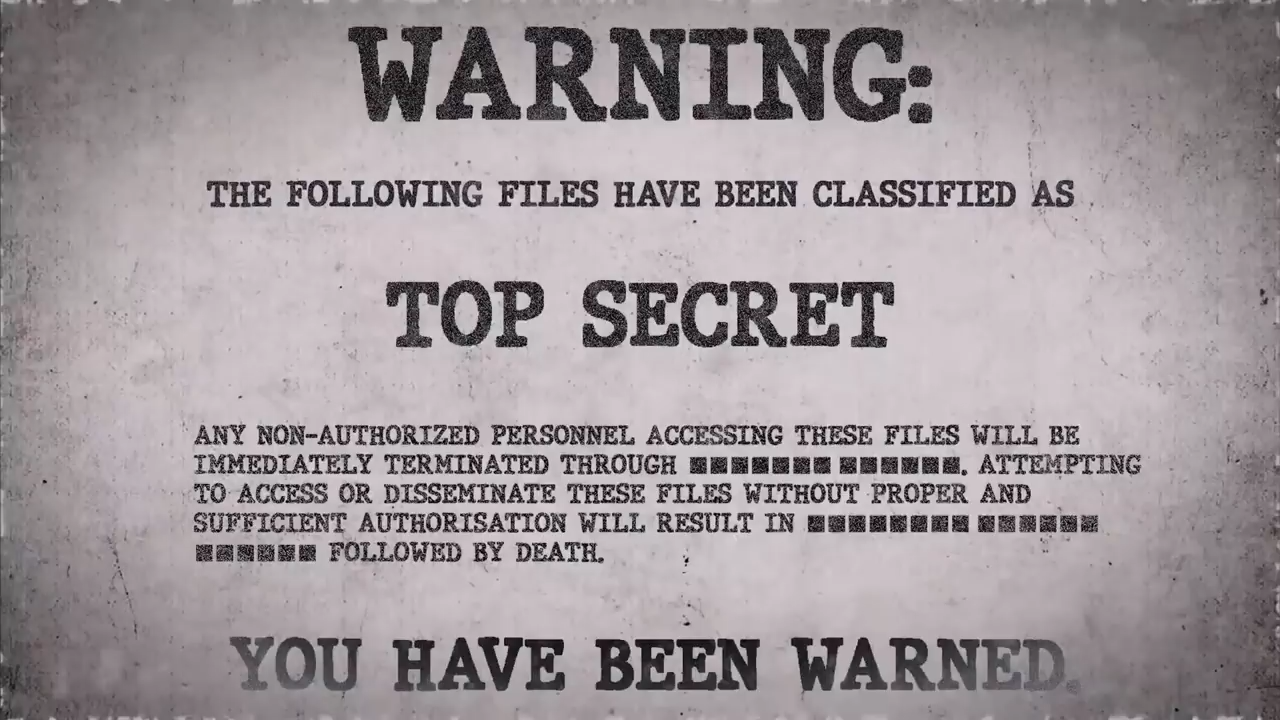 WARNING:
THE FOLLOWING FILES HAVE BEEN CLASSIFIED AS
TOP SECRET
ANY NON-AUTHORIZED PERSONNEL ACCESSING THESE FILES WILL BE
IMMEDIATELY TERMINATED THROUGH ■■■■■■■ ■■■■■■. ATTEMPTING
TO ACCESS OR DISSEMINATE THESE FILES WITHOUT PROPER AND
SUFFICIENT AUTHORISATION WILL RESULT IN ■■■■■■■■ ■■■■■■
■■■■■■ FOLLOWED BY DEATH.
YOU HAVE BEEN WARNED.